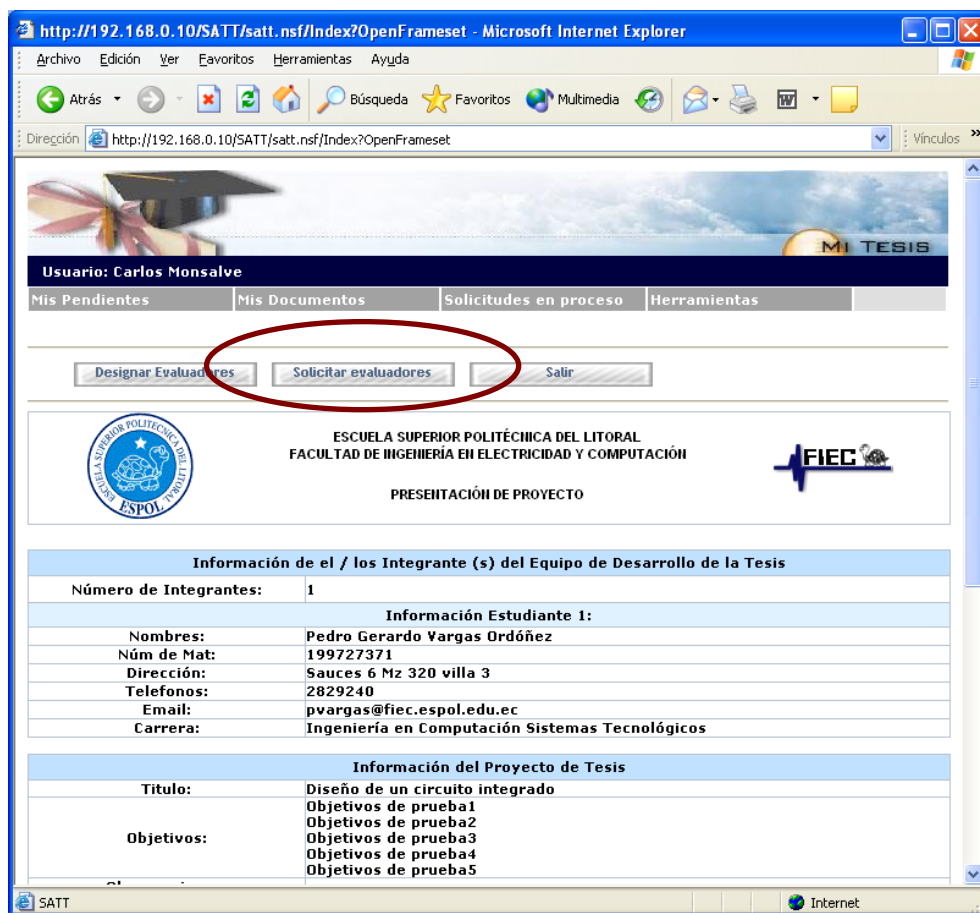 http://192.168.0.10/SATT/satt.nsf/Index?OpenFrameset - Microsoft Internet Explorer
Archivo Edición Ver Favoritos Herramientas Ayuda
Atrás Búsqueda Favoritos Multimedia
Dirección http://192.168.0.10/SATT/satt.nsf/Index?OpenFrameset Vínculos »
MI TESIS
Usuario: Carlos Monsalve
Mis Pendientes Mis Documentos Solicitudes en proceso Herramientas
Designar Evaluadores Solicitar evaluadores Salir
ESCUELA SUPERIOR POLITECNICA DEL LITORAL
ESPOL
ESCUELA SUPERIOR POLITÉCNICA DEL LITORAL
FACULTAD DE INGENIERÍA EN ELECTRICIDAD Y COMPUTACIÓN
PRESENTACIÓN DE PROYECTO
FIEC
Información de el / los Integrante (s) del Equipo de Desarrollo de la Tesis
Número de Integrantes: 1
Información Estudiante 1:
Nombres: Pedro Gerardo Vargas Ordóñez
Núm de Mat: 199727371
Dirección: Sauces 6 Mz 320 villa 3
Telefonos: 2829240
Email: pvargas@fiec.espol.edu.ec
Carrera: Ingeniería en Computación Sistemas Tecnológicos
Información del Proyecto de Tesis
Titulo: Diseño de un circuito integrado
Objetivos: Objetivos de prueba1
Objetivos de prueba2
Objetivos de prueba3
Objetivos de prueba4
Objetivos de prueba5
SATT Internet